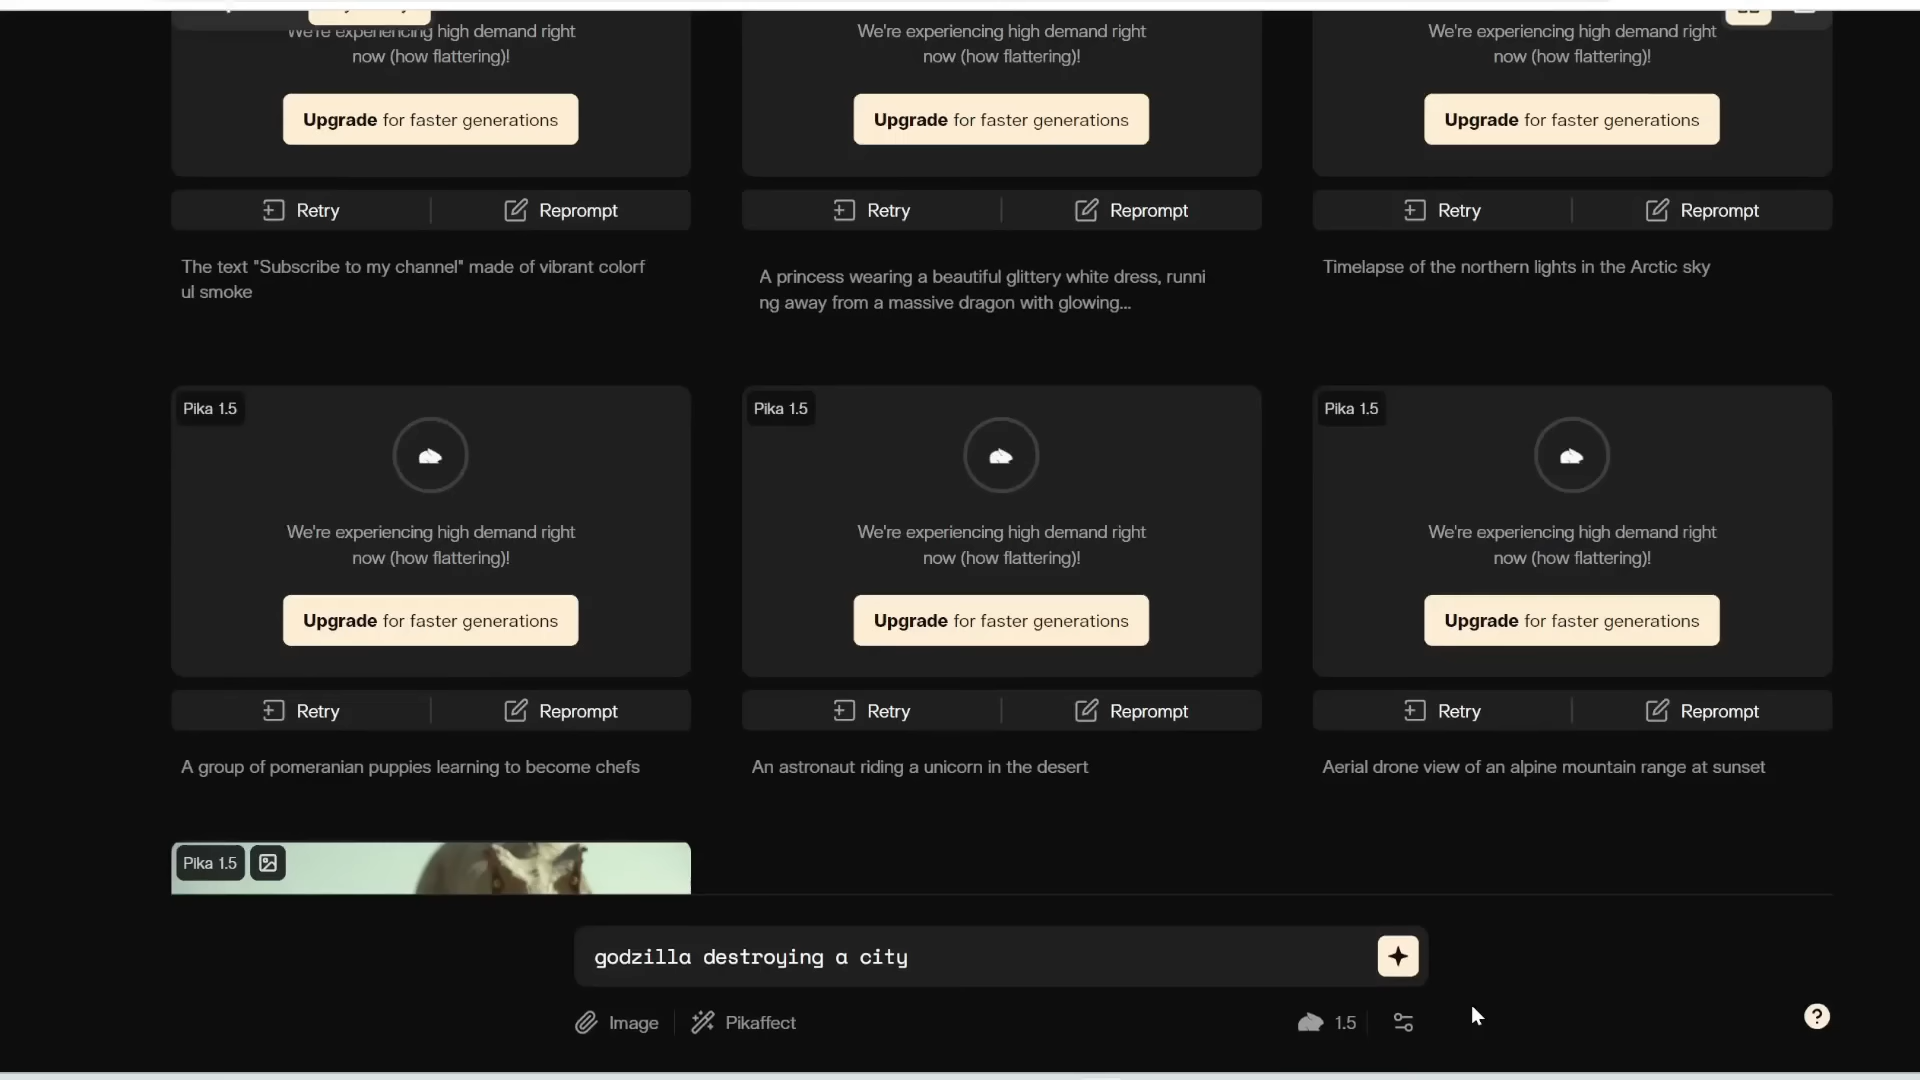 We're experiencing high demand right
now (how flattering)!
Upgrade for faster generations
Retry
Reprompt
The text "Subscribe to my channel" made of vibrant colorf
ul smoke
We're experiencing high demand right
now (how flattering)!
Upgrade for faster generations
Retry
Reprompt
A princess wearing a beautiful glittery white dress, runni
ng away from a massive dragon with glowing...
We're experiencing high demand right
now (how flattering)!
Upgrade for faster generations
Retry
Reprompt
Timelapse of the northern lights in the Arctic sky
Pika 1.5
We're experiencing high demand right
now (how flattering)!
Upgrade for faster generations
Retry
Reprompt
A group of pomeranian puppies learning to become chefs
Pika 1.5
We're experiencing high demand right
now (how flattering)!
Upgrade for faster generations
Retry
Reprompt
An astronaut riding a unicorn in the desert
Pika 1.5
We're experiencing high demand right
now (how flattering)!
Upgrade for faster generations
Retry
Reprompt
Aerial drone view of an alpine mountain range at sunset
Pika 1.5
godzilla destroying a city
Image
Pikaffect
1.5
?